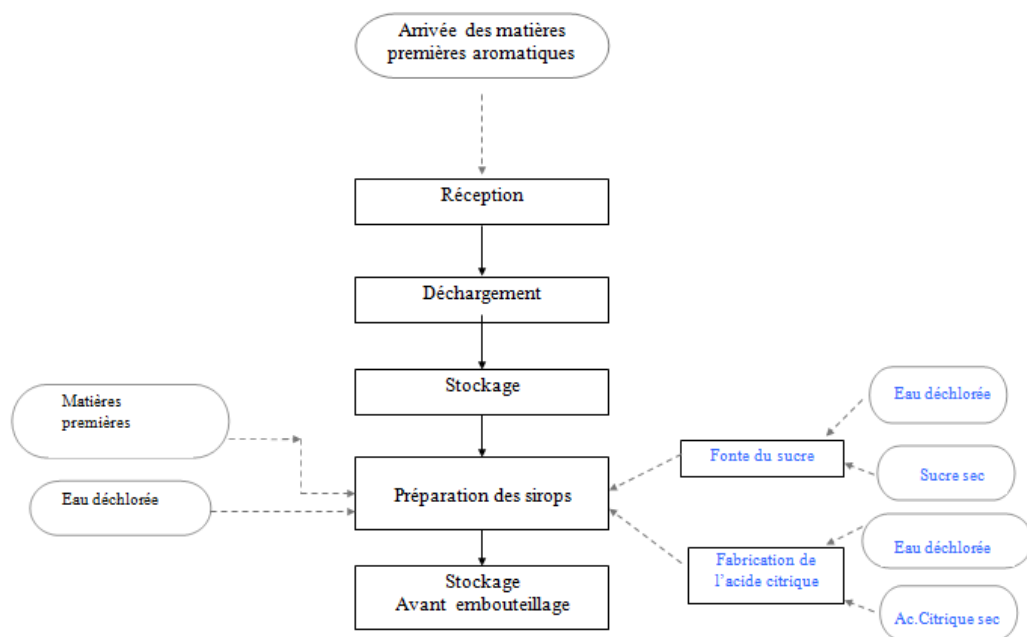 Arrivée des matières
premières aromatiques
Réception
Déchargement
Stockage
Matières
premières
Eau déchlorée
Préparation des sirops
Stockage
Avant embouteillage
Eau déchlorée
Fonte du sucre
Sucre sec
Eau déchlorée
Fabrication de
l'acide citrique
Ac.Citrique sec